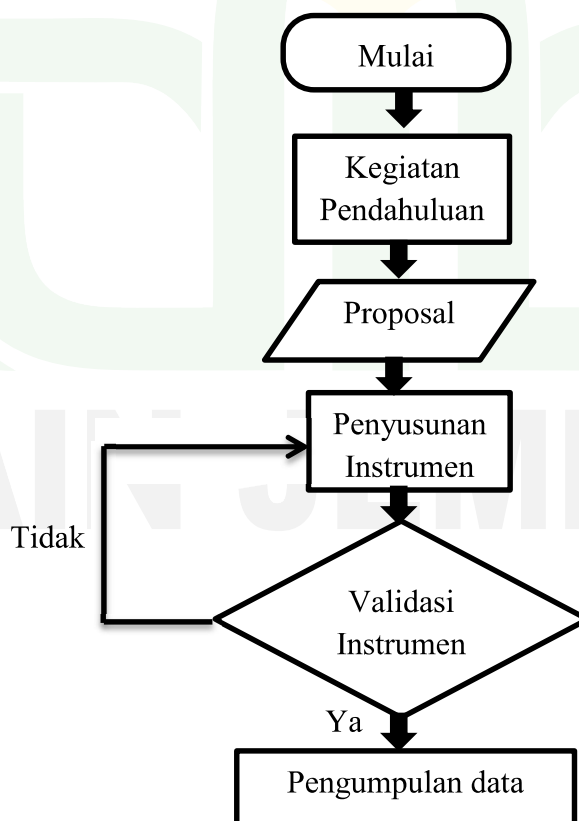 Mulai
Kegiatan
Pendahuluan
Proposal
Penyusunan
Instrumen
Tidak
Validasi
Instrumen
Ya
Pengumpulan data